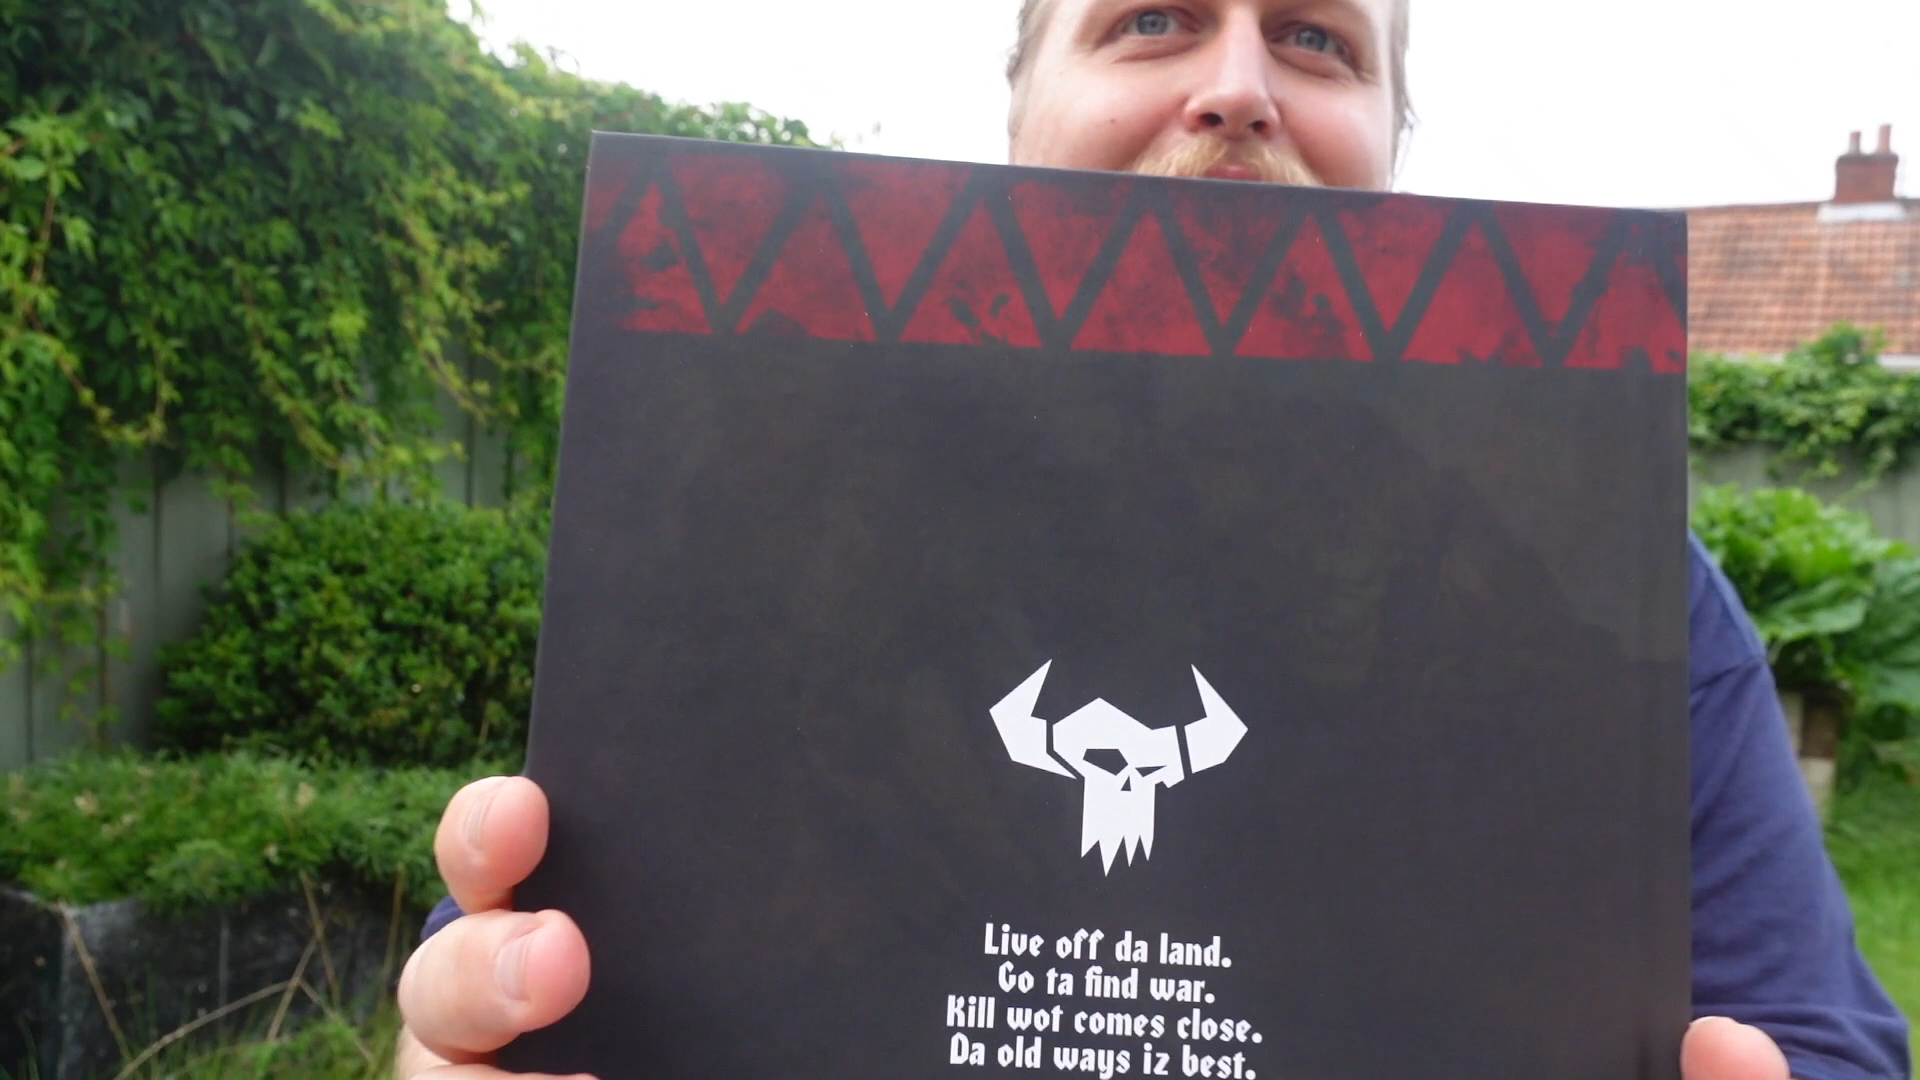 Live off da land.
Go ta find war.
Kill wot comes close.
Da old ways iz best.